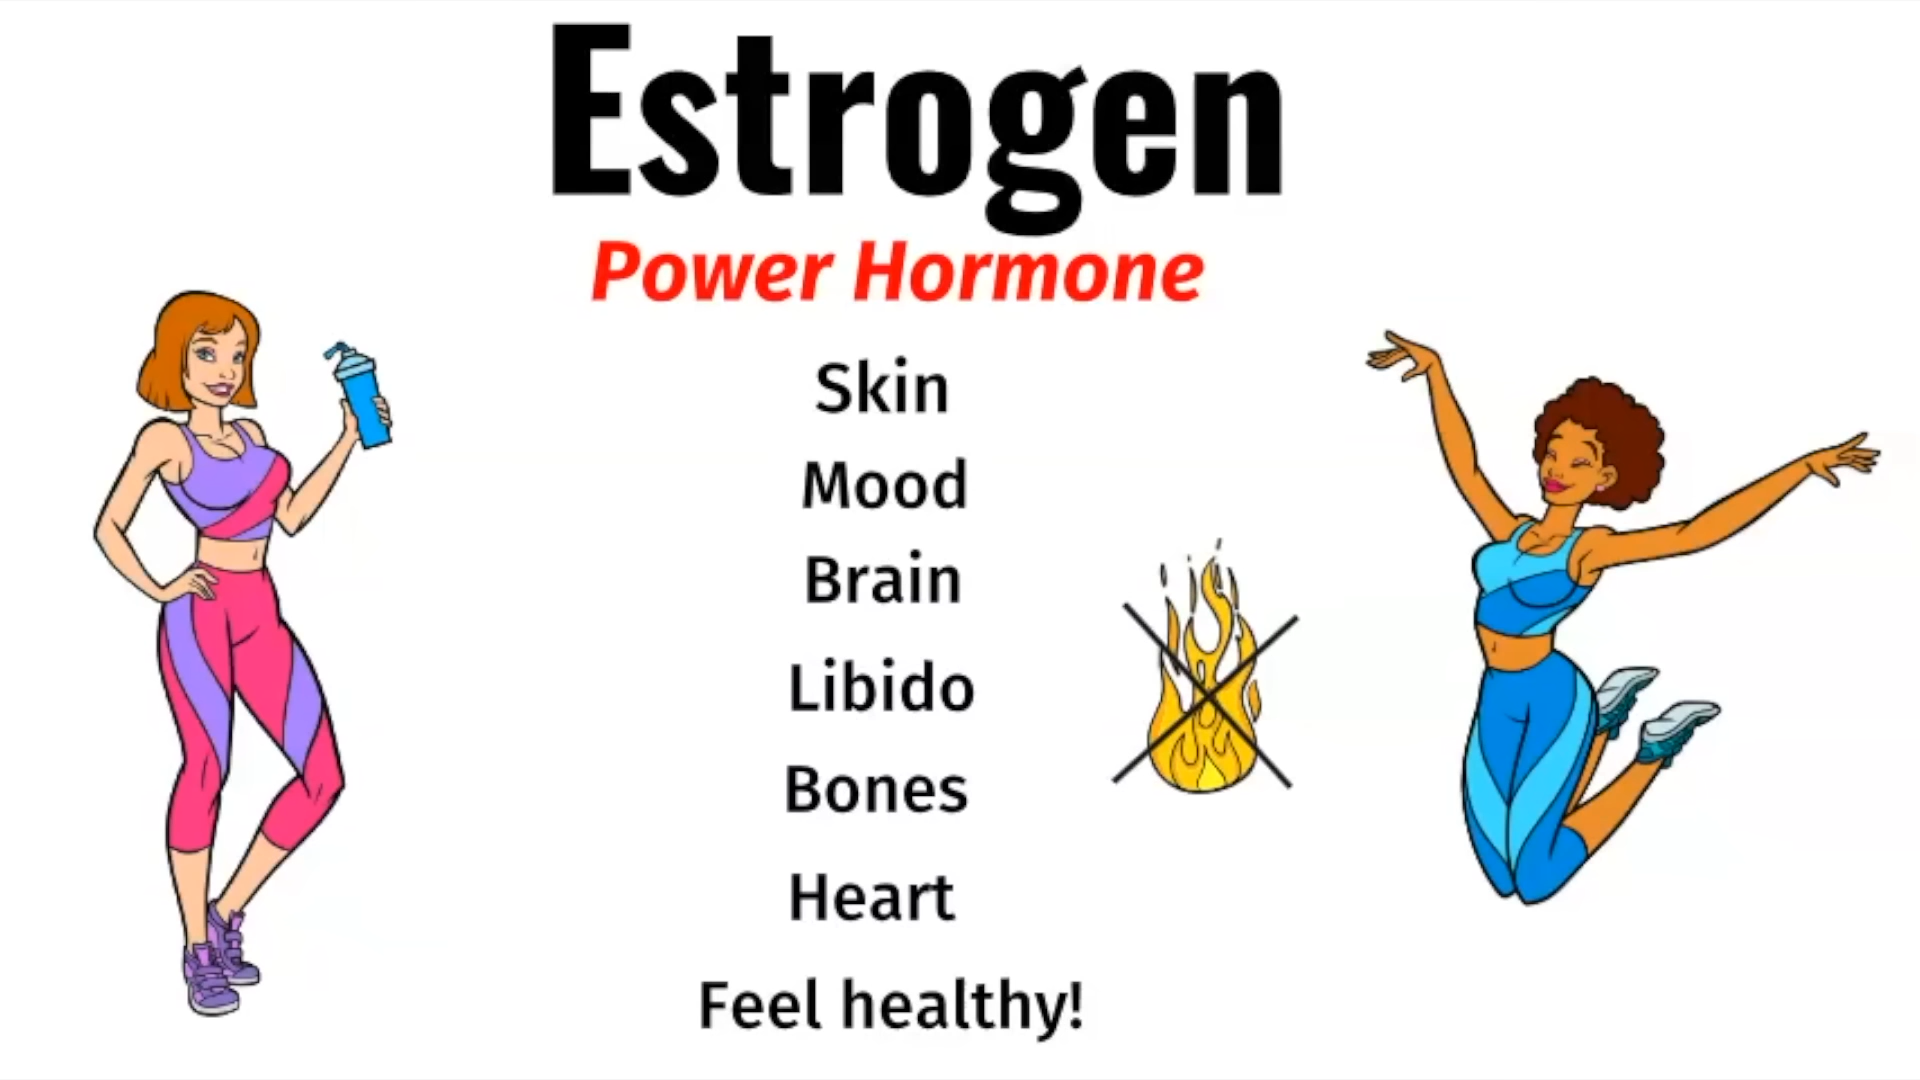 Estrogen
Power Hormone
Skin
Mood
Brain
Libido
Bones
Heart
Feel healthy!